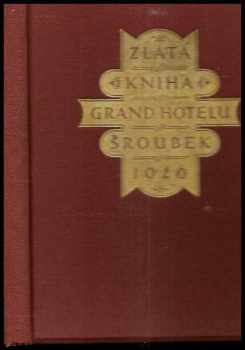 ZLATÁ
KNIHA
GRAND HOTELU
ŠROUBEK
1926